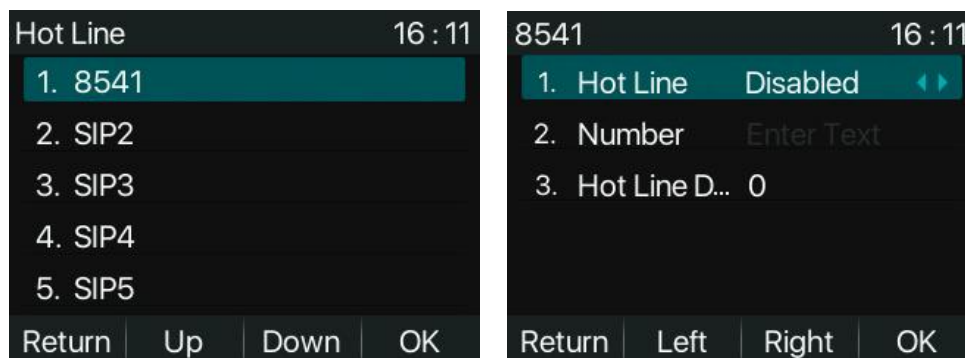 Hot Line 16:11
1. 8541
2. SIP2
3. SIP3
4. SIP4
5. SIP5
Return Up Down OK
8541 16:11
1. Hot Line Disabled
2. Number Enter Text
3. Hot Line D... 0
Return Left Right OK